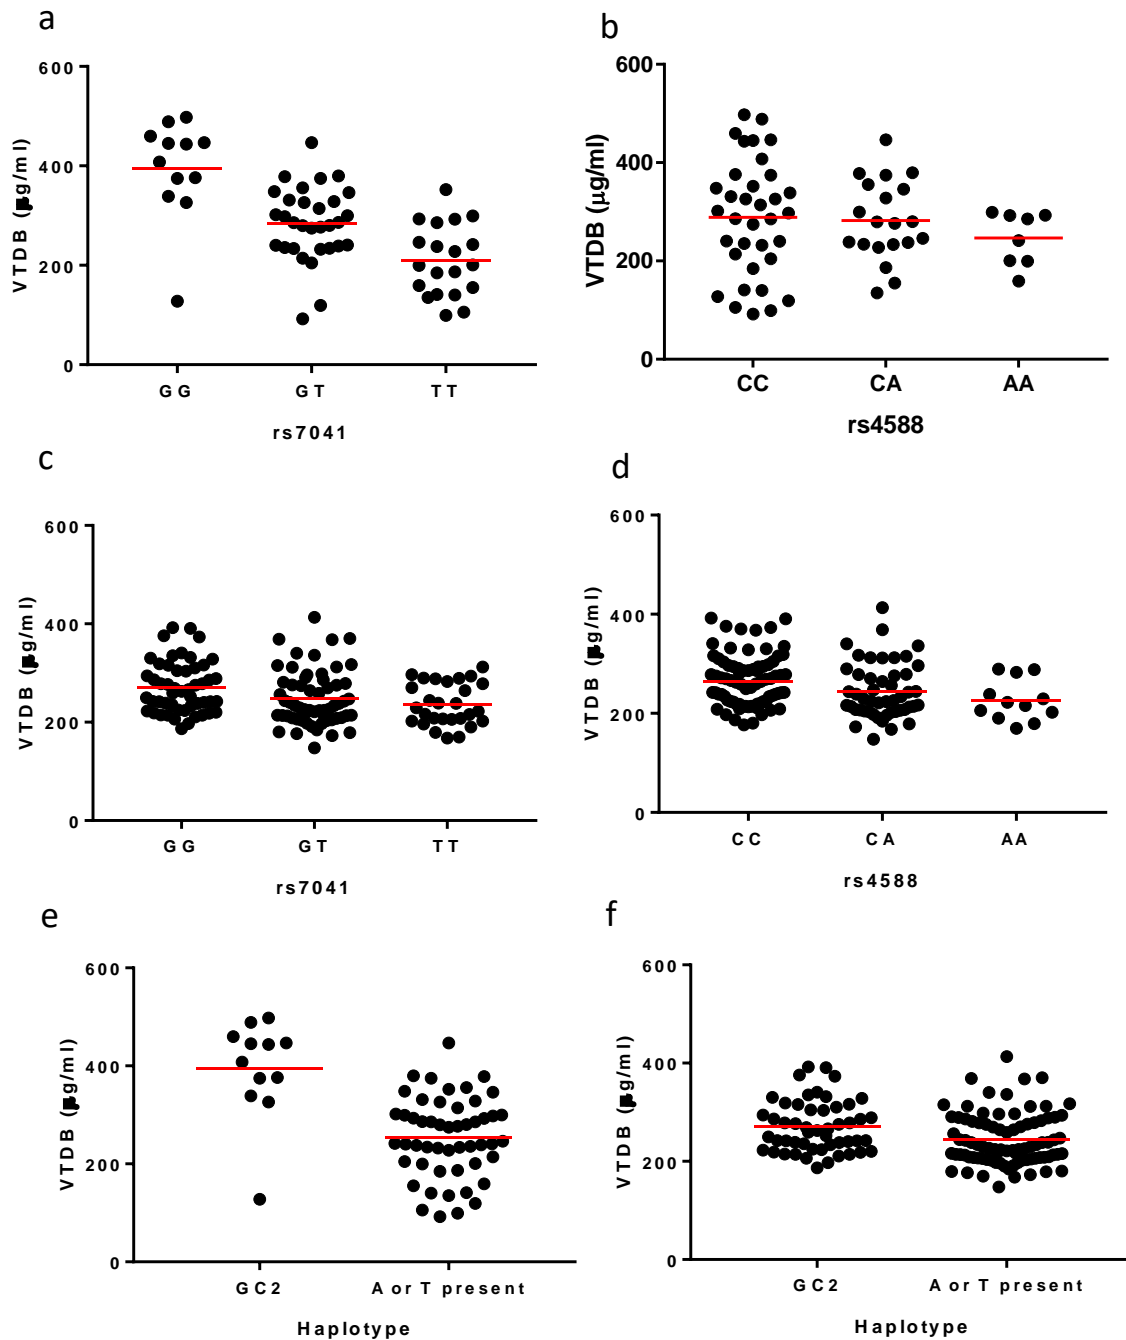 a
600
400
200
0
VTDB (µg/ml)
GG GT TT
rs7041
b
600
400
200
0
VTDB (µg/ml)
CC CA AA
rs4588
c
600
400
200
0
VTDB (µg/ml)
GG GT TT
rs7041
d
600
400
200
0
VTDB (µg/ml)
CC CA AA
rs4588
e
600
400
200
0
VTDB (µg/ml)
GC2 A or T present
Haplotype
f
600
400
200
0
VTDB (µg/ml)
GC2 A or T present
Haplotype